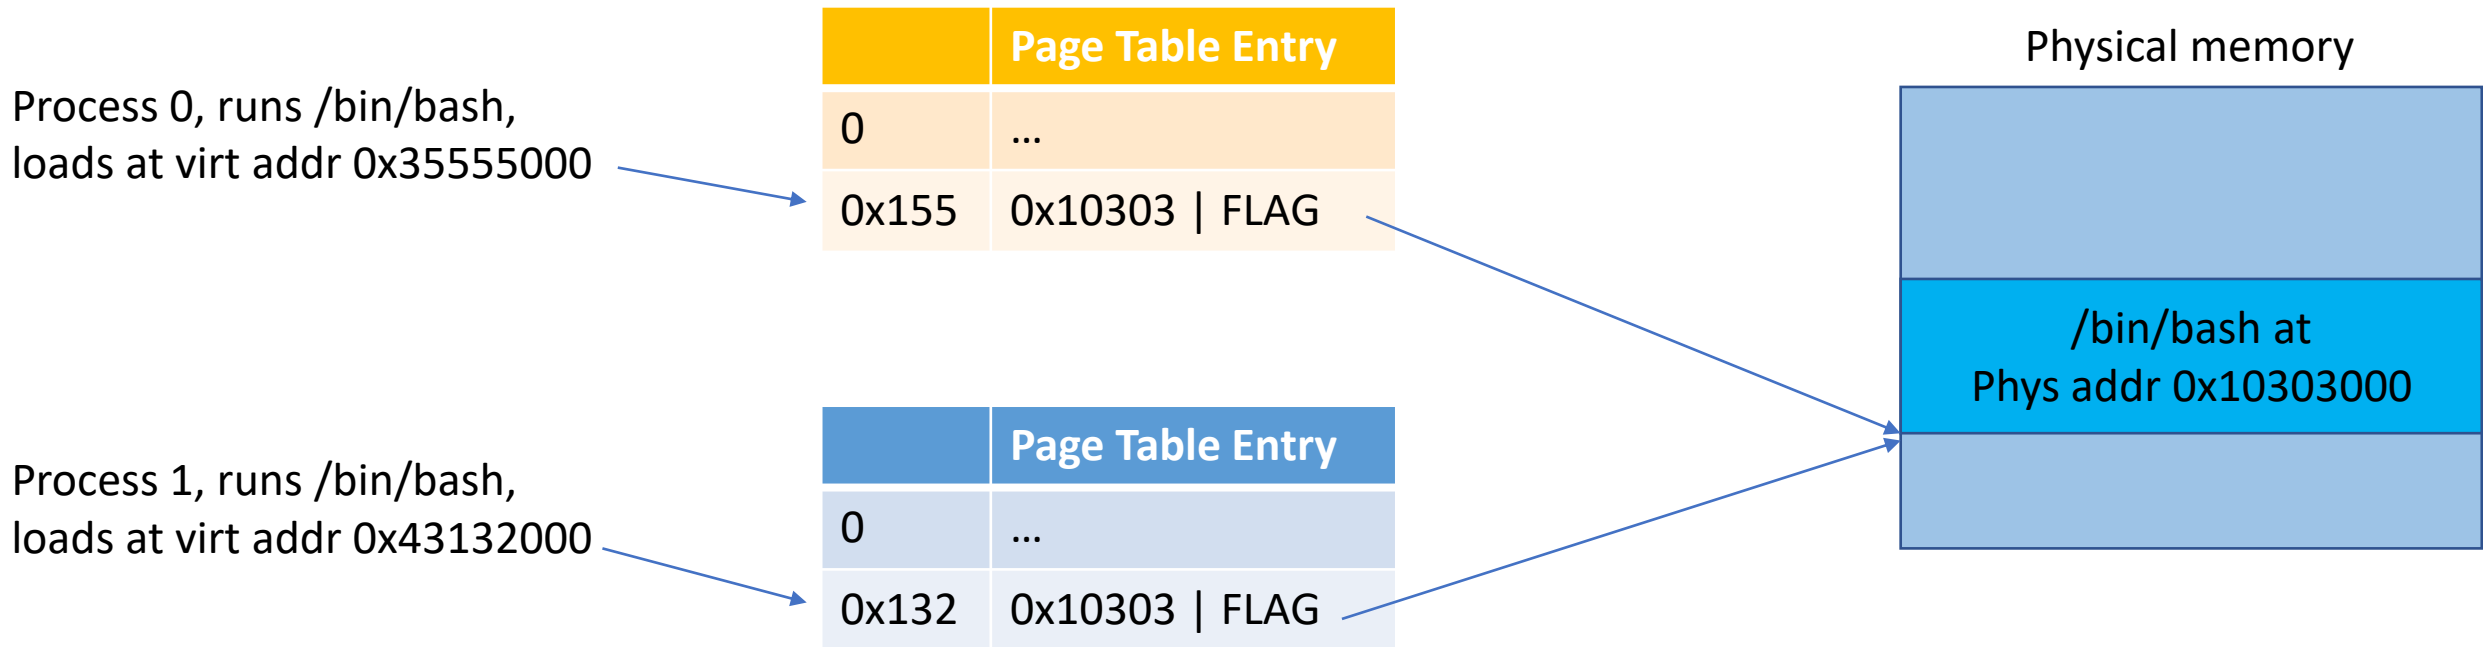 Process 0, runs /bin/bash,
loads at virt addr 0x35555000
Page Table Entry
0 …
0x155 0x10303 | FLAG
Physical memory
/bin/bash at
Phys addr 0x10303000
Process 1, runs /bin/bash,
loads at virt addr 0x43132000
Page Table Entry
0 …
0x132 0x10303 | FLAG